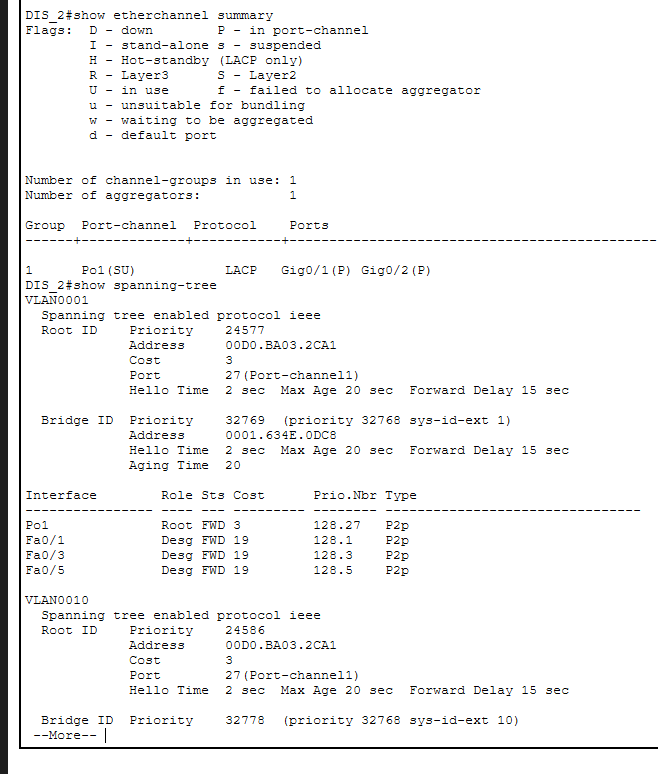 DIS_2#show etherchannel summary
Flags:  D - down        P - in port-channel
        I - stand-alone s - suspended
        H - Hot-standby (LACP only)
        R - Layer3      S - Layer2
        U - in use      f - failed to allocate aggregator
        u - unsuitable for bundling
        w - waiting to be aggregated
        d - default port
Number of channel-groups in use: 1
Number of aggregators:           1
Group  Port-channel  Protocol    Ports
------+-------------+-----------+----------------------------------------------
1      Po1(SU)           LACP   Gig0/1(P) Gig0/2(P)
DIS_2#show spanning-tree
VLAN0001
  Spanning tree enabled protocol ieee
  Root ID    Priority    24577
             Address     00D0.BA03.2CA1
             Cost        3
             Port        27(Port-channel1)
             Hello Time  2 sec  Max Age 20 sec  Forward Delay 15 sec
  Bridge ID  Priority    32769  (priority 32768 sys-id-ext 1)
             Address     0001.634E.0DC8
             Hello Time  2 sec  Max Age 20 sec  Forward Delay 15 sec
             Aging Time  20
Interface        Role Sts Cost      Prio.Nbr Type
---------------- ---- --- --------- -------- --------------------------------
Po1              Root FWD 3         128.27   P2p
Fa0/1            Desg FWD 19        128.1    P2p
Fa0/3            Desg FWD 19        128.3    P2p
Fa0/5            Desg FWD 19        128.5    P2p
VLAN0010
  Spanning tree enabled protocol ieee
  Root ID    Priority    24586
             Address     00D0.BA03.2CA1
             Cost        3
             Port        27(Port-channel1)
             Hello Time  2 sec  Max Age 20 sec  Forward Delay 15 sec
  Bridge ID  Priority    32778  (priority 32768 sys-id-ext 10)
 --More--